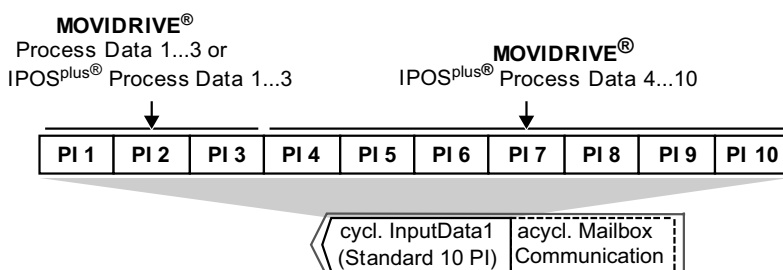 MOVIDRIVE®
Process Data 1...3 or
IPOSplus® Process Data 1...3
MOVIDRIVE®
IPOSplus® Process Data 4...10
PI 1 PI 2 PI 3 PI 4 PI 5 PI 6 PI 7 PI 8 PI 9 PI 10
cycl. InputData1
(Standard 10 PI)
acycl. Mailbox
Communication